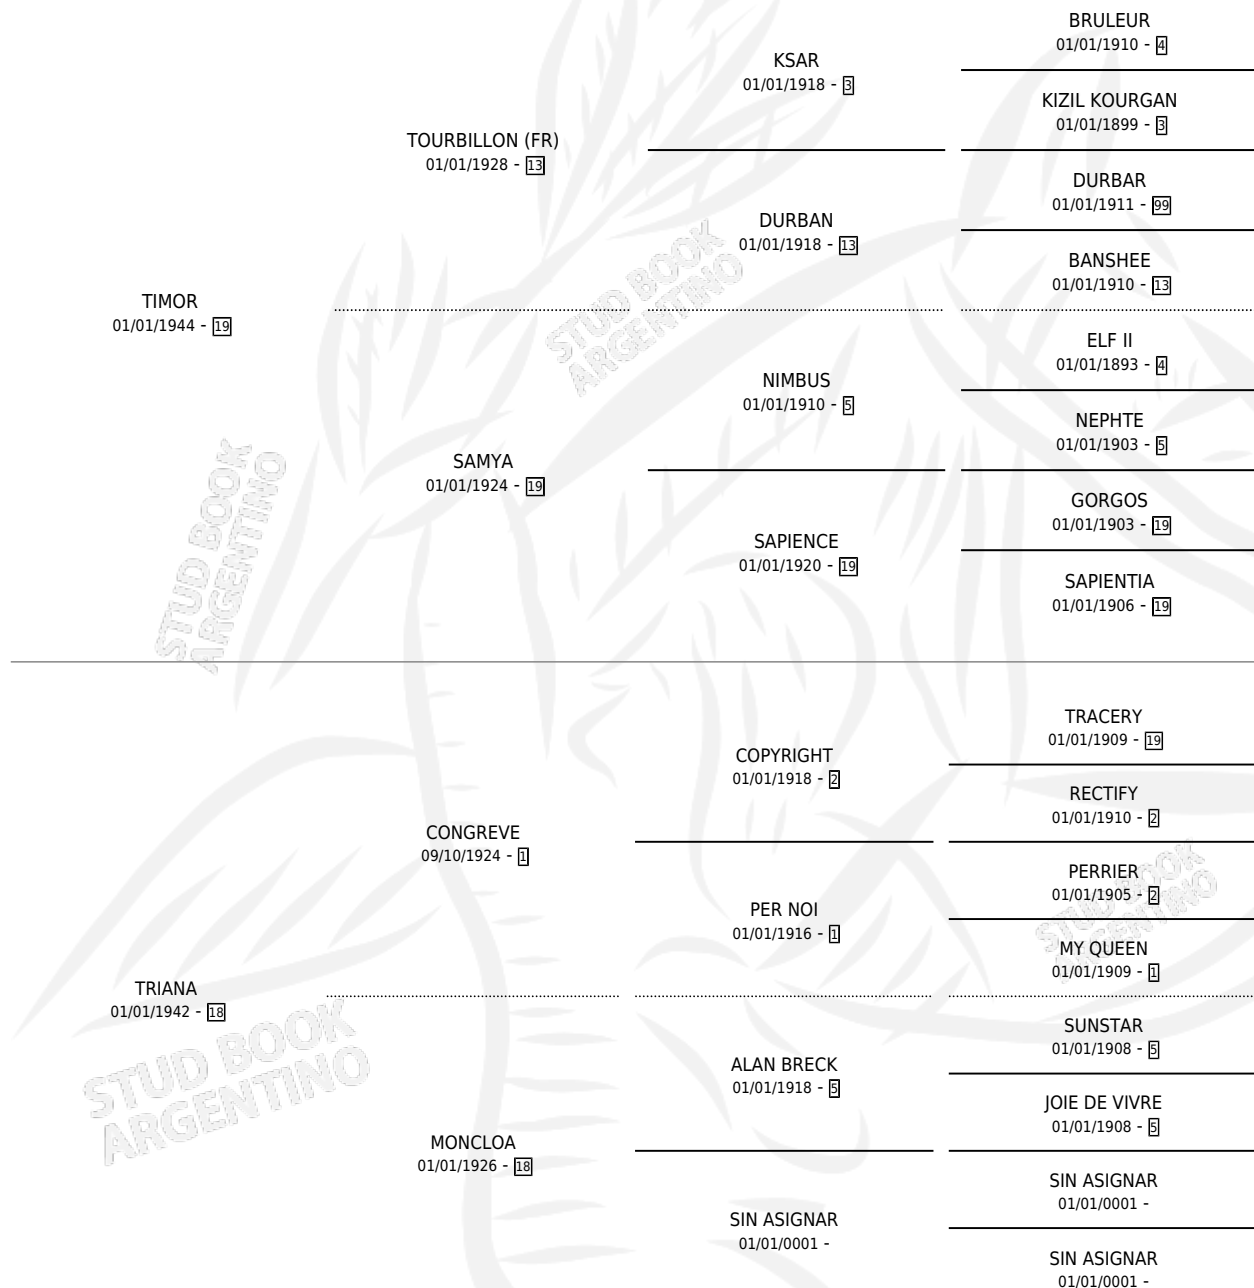 BRULEUR
01/01/1910 - 4
KSAR
01/01/1918 - 3
KIZIL KOURGAN
01/01/1899 - 3
TOURBILLON (FR)
01/01/1928 - 13
DURBAR
01/01/1911 - 99
DURBAN
01/01/1918 - 13
BANSHEE
01/01/1910 - 13
TIMOR
01/01/1944 - 19
ELF II
01/01/1893 - 4
NIMBUS
01/01/1910 - 5
NEPHTE
01/01/1903 - 5
SAMYA
01/01/1924 - 19
GORGOS
01/01/1903 - 19
SAPIENCE
01/01/1920 - 19
SAPIENTIA
01/01/1906 - 19
TRACERY
01/01/1909 - 19
COPYRIGHT
01/01/1918 - 2
RECTIFY
01/01/1910 - 2
CONGREVE
09/10/1924 - 1
PERRIER
01/01/1905 - 2
PER NOI
01/01/1916 - 1
MY QUEEN
01/01/1909 - 1
TRIANA
01/01/1942 - 18
SUNSTAR
01/01/1908 - 5
ALAN BRECK
01/01/1918 - 5
JOIE DE VIVRE
01/01/1908 - 5
MONCLOA
01/01/1926 - 18
SIN ASIGNAR
01/01/0001 -
SIN ASIGNAR
01/01/0001 -
SIN ASIGNAR
01/01/0001 -
STUD BOOK
ARGENTINO
STUD BOOK
ARGENTINO
STUD BOOK
ARGENTINO
STUD BOOK
ARGENTINO